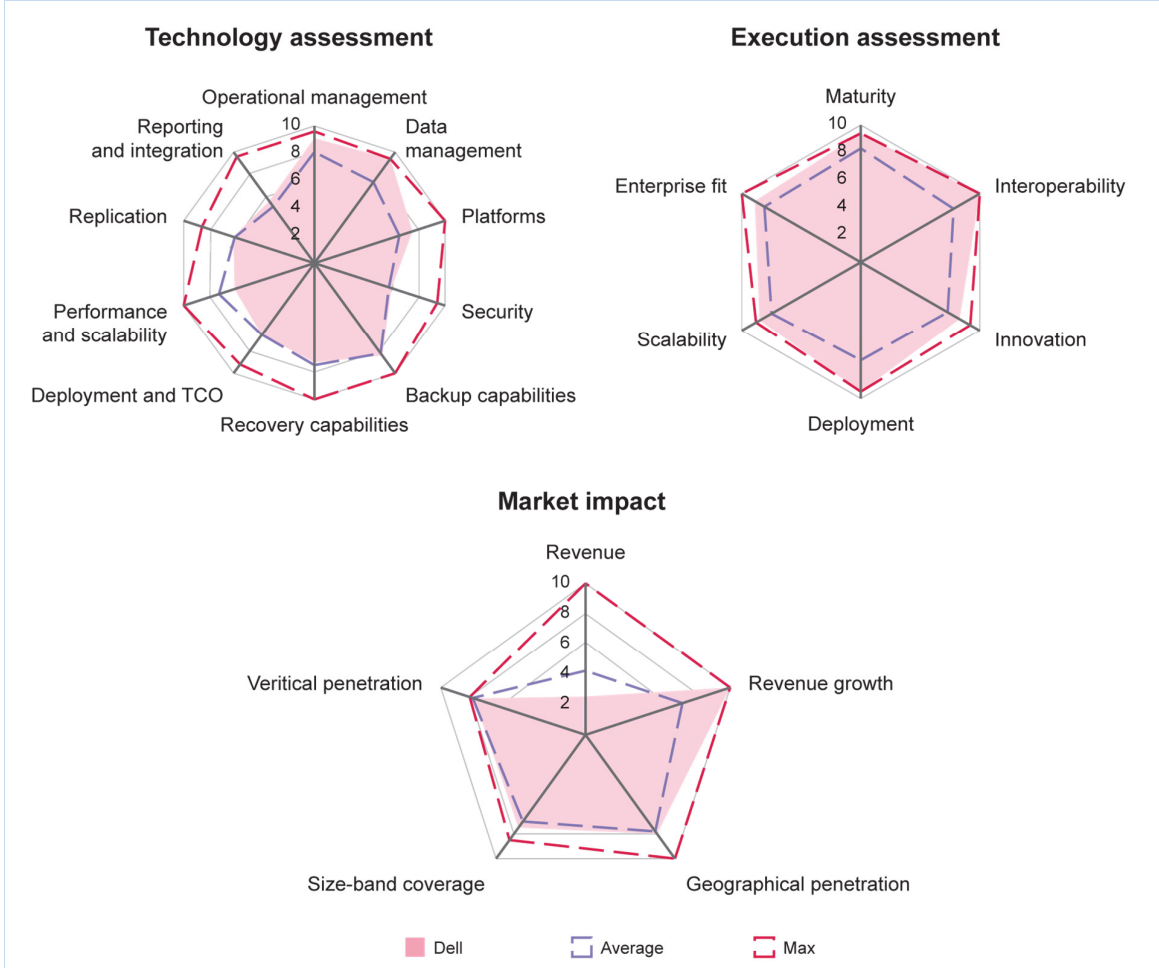 Technology assessment
Execution assessment
Operational management
Reporting
and integration
10
Data
management
8
6
4
2
Replication
Platforms
Performance
and scalability
Security
Deployment and TCO
Backup capabilities
Recovery capabilities
Maturity
10
8
6
4
2
Enterprise fit
Interoperability
Scalability
Innovation
Deployment
Market impact
Revenue
10
8
6
4
2
Veritical penetration
Revenue growth
Size-band coverage
Geographical penetration
Dell
Average
Max